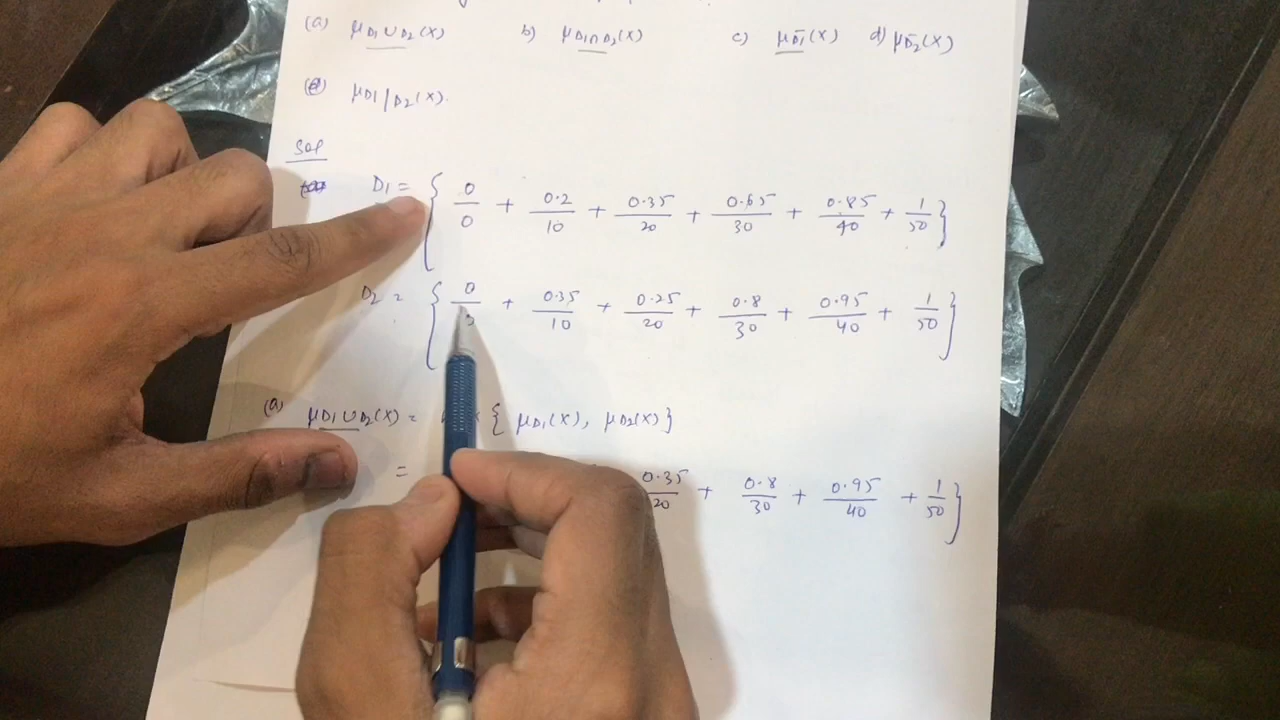 (a) μD1∪D2(x) b) μD1∩D2(x) c) μD̅1̅(x) d) μD̅2(x)
(e) μD1/D2(x).
Sol
D1 = { 0/0 + 0.2/10 + 0.35/20 + 0.65/30 + 0.85/40 + 1/50 }
D2 = { 0/ + 0.35/10 + 0.25/20 + 0.8/30 + 0.95/40 + 1/50 }
(a) μD1∪D2(x) = { μD1(x), μD2(x) }
= 0.35/20 + 0.8/30 + 0.95/40 + 1/50 }